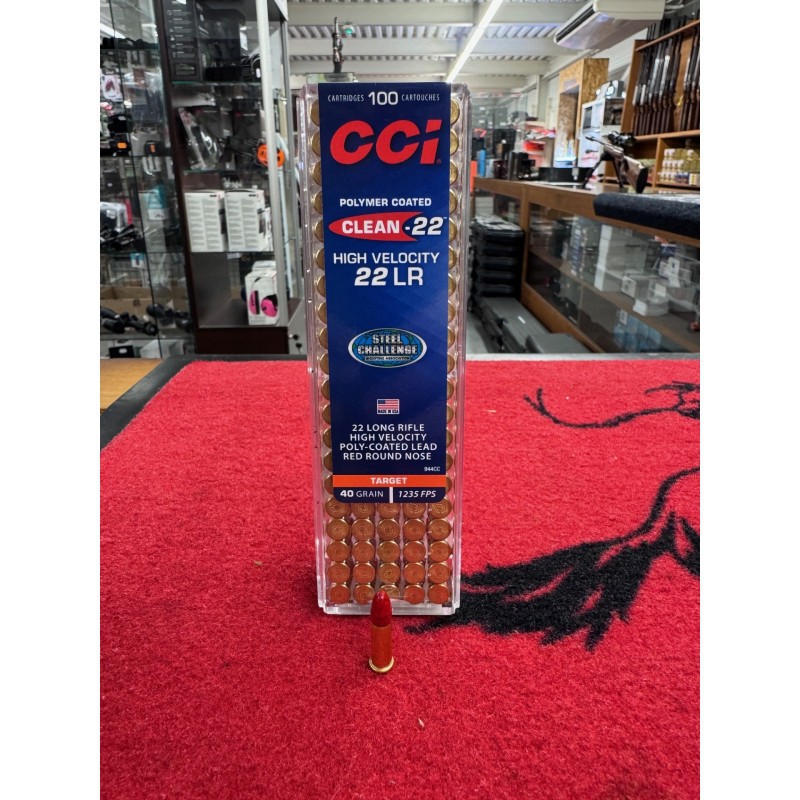 CARTRIDGES 100 CARTOUCHES
CCI
POLYMER COATED
CLEAN-22™
HIGH VELOCITY
22 LR
STEEL
CHALLENGE
MADE IN USA
22 LONG RIFLE
HIGH VELOCITY
POLY-COATED LEAD
RED ROUND NOSE
944CC
TARGET
40 GRAIN 1235 FPS